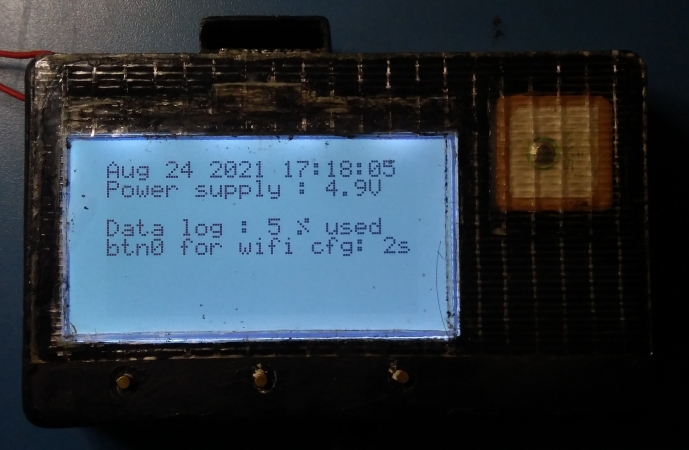 Aug 24 2021 17:18:05
Power supply : 4.9V
Data log : 5 % used
btn0 for wifi cfg: 2s